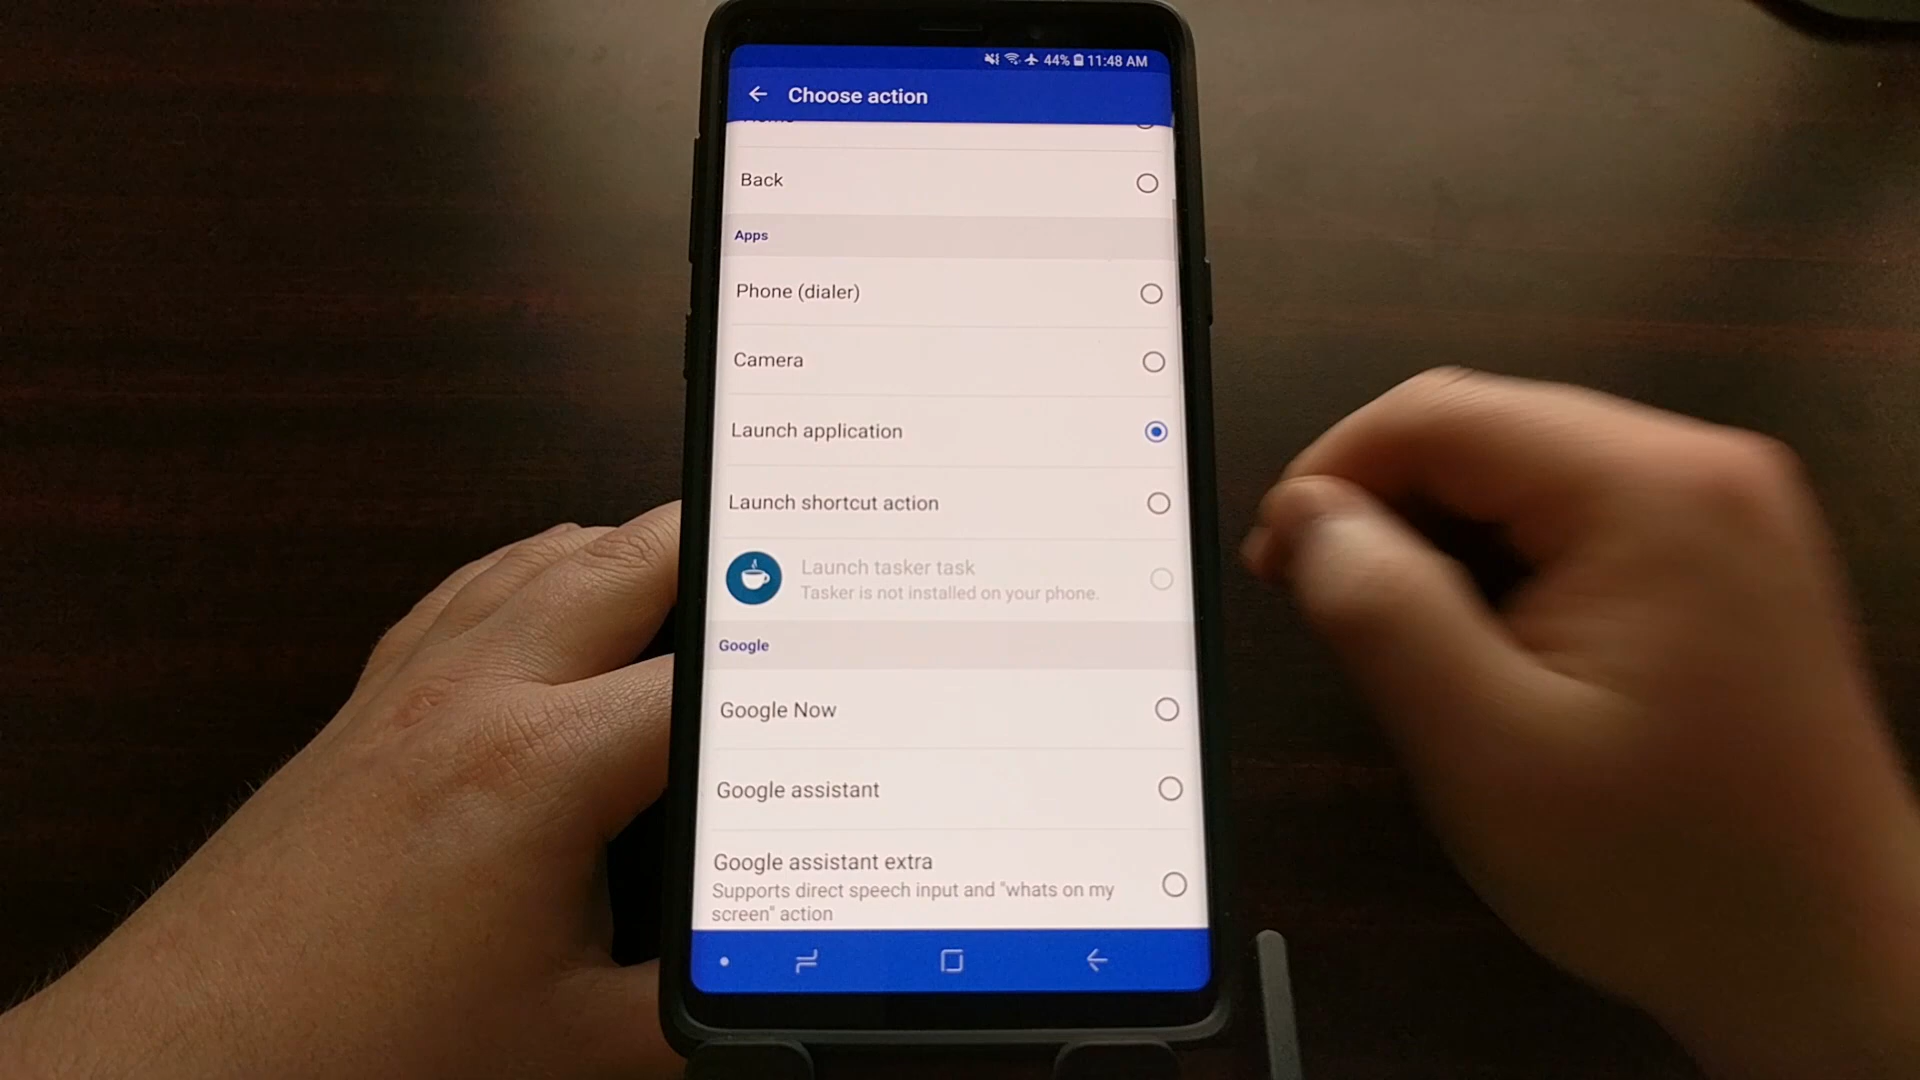 44% 11:48 AM
Choose action
Back
Apps
Phone (dialer)
Camera
Launch application
Launch shortcut action
Launch tasker task
Tasker is not installed on your phone.
Google
Google Now
Google assistant
Google assistant extra
Supports direct speech input and "whats on my
screen" action